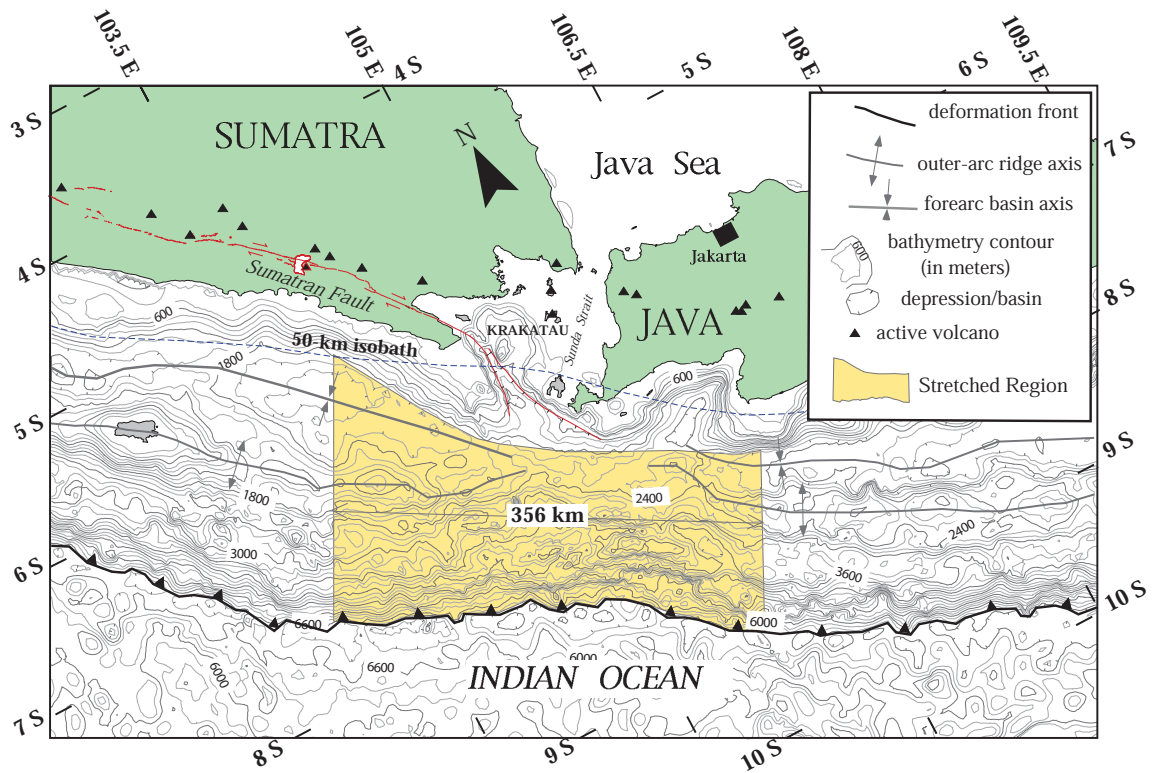 103.5 E
105 E
4 S
106.5 E
5 S
108 E
6 S
109.5 E
3 S
SUMATRA
N
Java Sea
deformation front
7 S
outer-arc ridge axis
forearc basin axis
600
bathymetry contour
(in meters)
depression/basin
active volcano
Stretched Region
Jakarta
4 S
Sumatran Fault
8 S
600
KRAKATAU
Sunda Strait
JAVA
50-km isobath
1800
600
5 S
9 S
1800
2400
356 km
2400
3000
3600
6 S
10 S
6600
6000
6000
6600
6000
INDIAN OCEAN
7 S
8 S
9 S
10 S